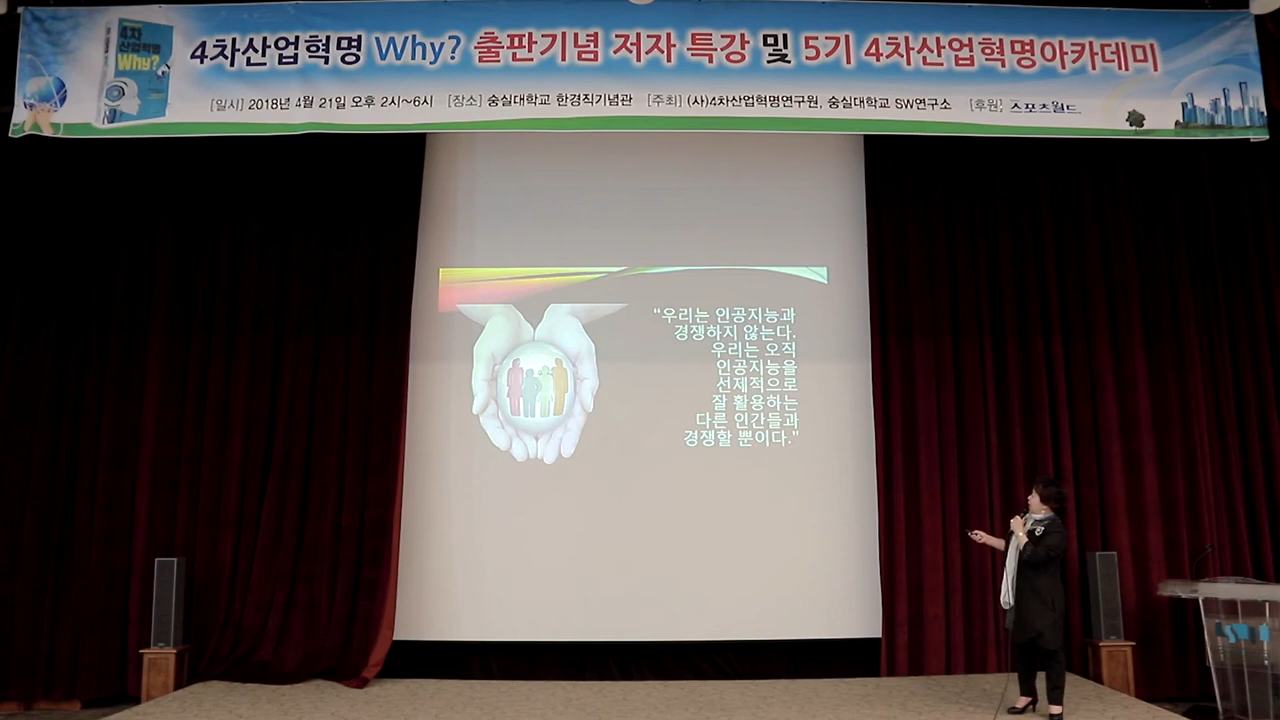 4차산업혁명 Why? 출판기념 저자 특강 및 5기 4차산업혁명아카데미
[일시] 2018년 4월 21일 오후 2시~6시 [장소] 숭실대학교 한경직기념관 [주최] (사)4차산업혁명연구원, 숭실대학교 SW연구소 [후원] 스포츠월드
4차
산업혁명
Why?
"우리는 인공지능과
경쟁하지 않는다.
우리는 오직
인공지능을
선제적으로
잘 활용하는
다른 인간들과
경쟁할 뿐이다."